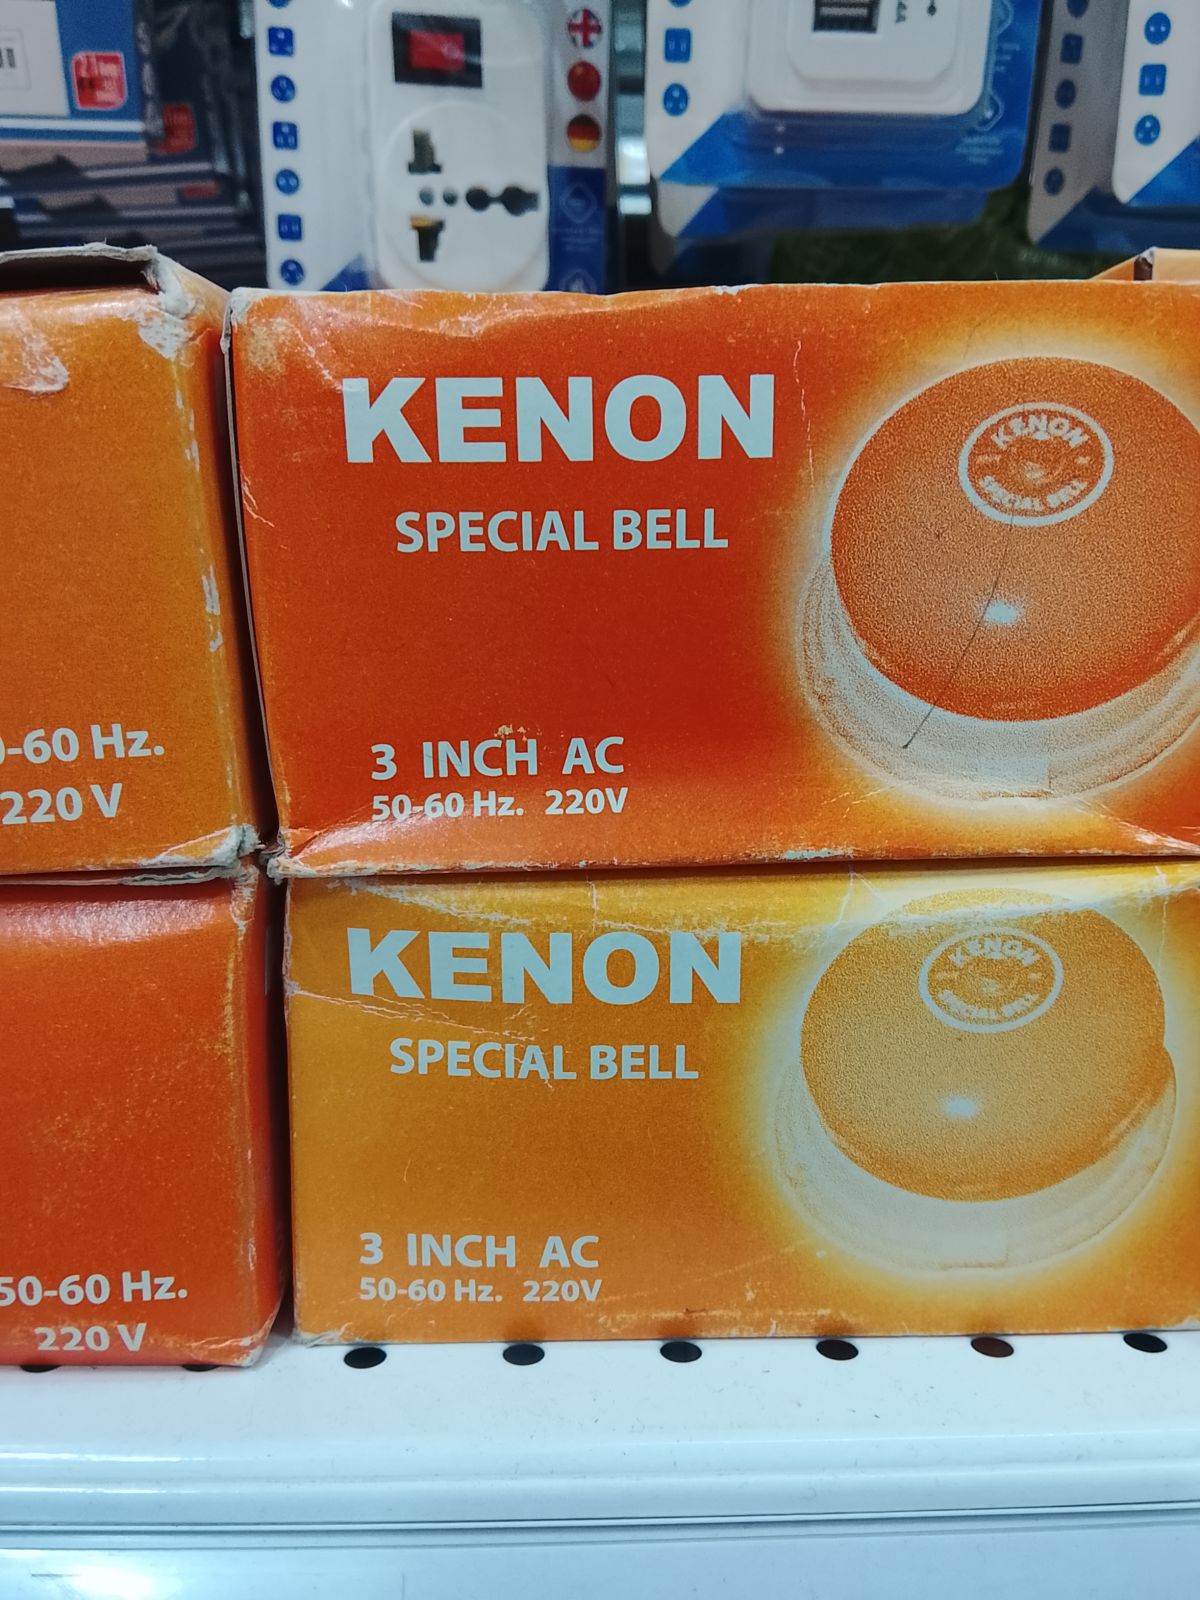 KENON
SPECIAL BELL
3 INCH AC
50-60 Hz. 220V
KENON
SPECIAL BELL
-60 Hz.
220 V
KENON
SPECIAL BELL
3 INCH AC
50-60 Hz. 220V
KENON
SPECIAL BELL
50-60 Hz.
220 V